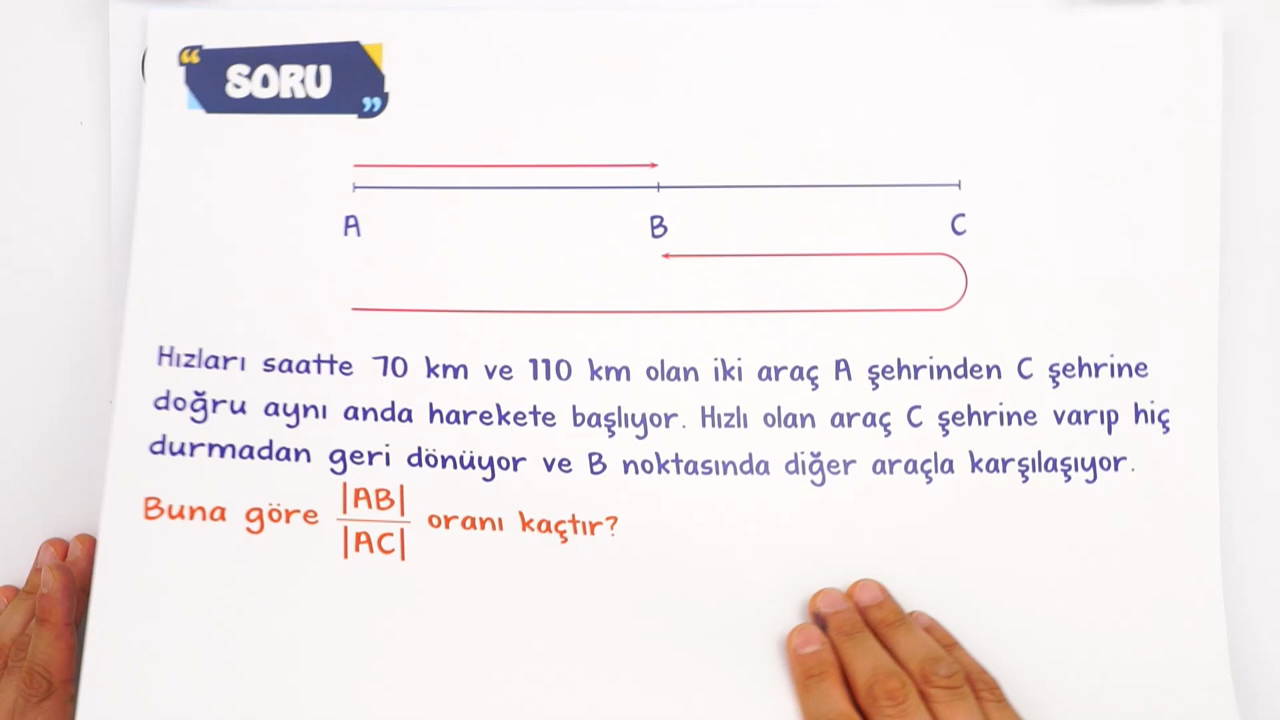 “ SORU ”
A B C
Hızları saatte 70 km ve 110 km olan iki araç A şehrinden C şehrine
doğru aynı anda harekete başlıyor. Hızlı olan araç C şehrine varıp hiç
durmadan geri dönüyor ve B noktasında diğer araçla karşılaşıyor.
Buna göre |AB| / |AC| oranı kaçtır?